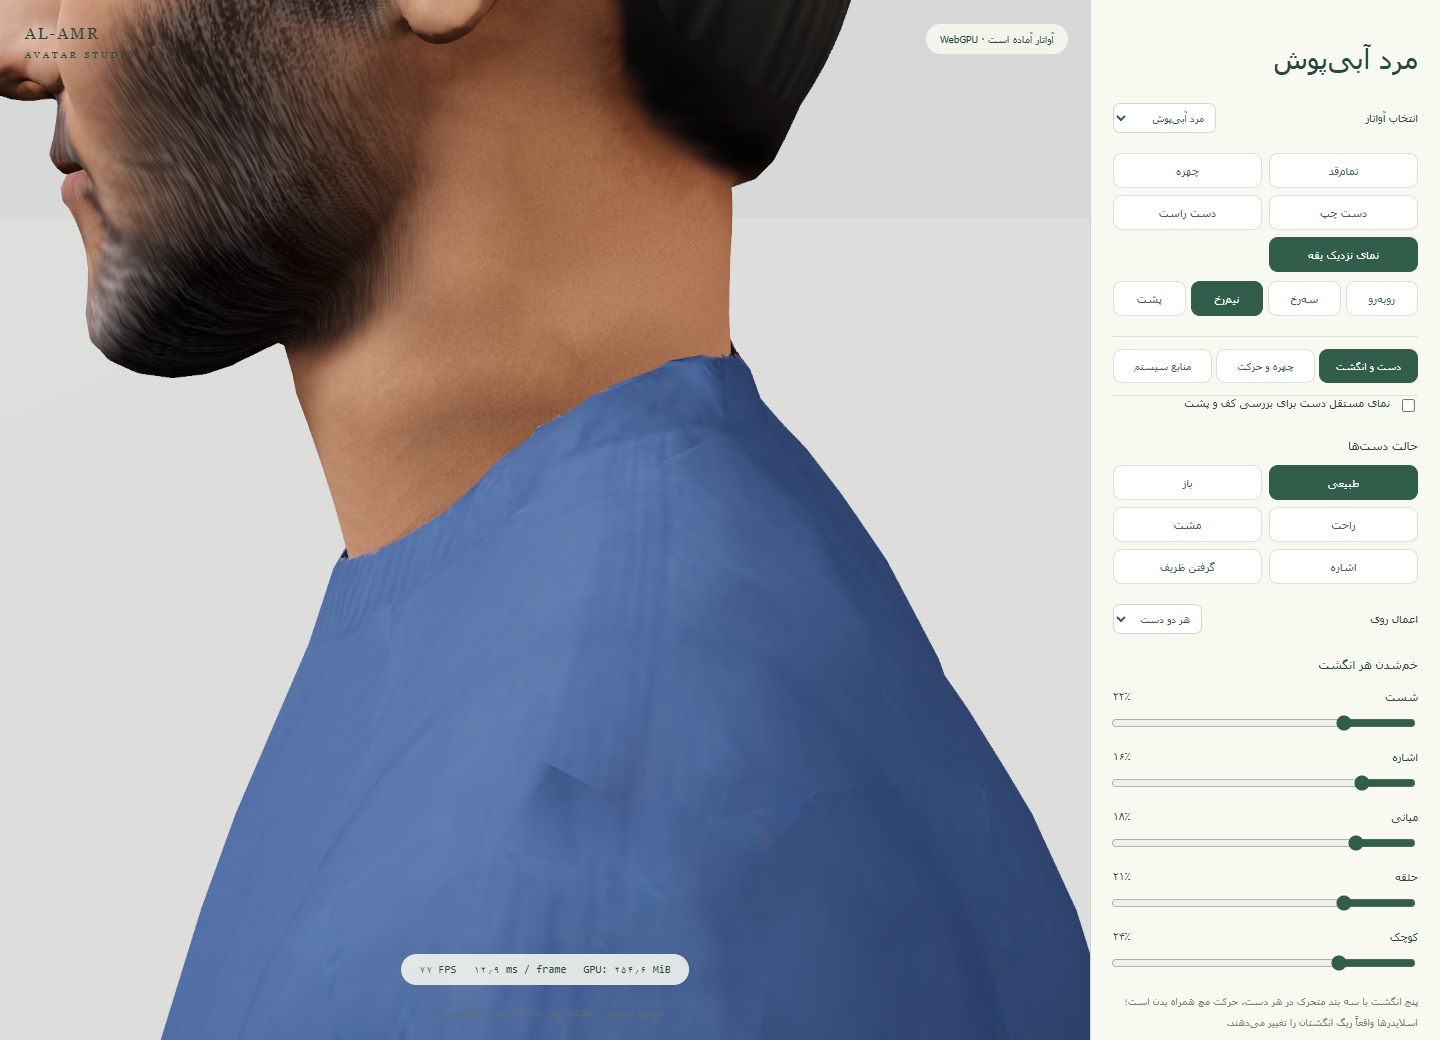 AL-AMR
AVATAR STUDIO
آواتار آماده است · WebGPU
مرد آبی‌پوش
انتخاب آواتار
مرد آبی‌پوش
تمام‌قد
چهره
دست چپ
دست راست
نمای نزدیک یقه
روبه‌رو
سه‌رخ
نیم‌رخ
پشت
دست و انگشت
چهره و حرکت
منابع سیستم
نمای مستقل دست برای بررسی کف و پشت
حالت دست‌ها
طبیعی
باز
راحت
مشت
اشاره
گرفتن ظریف
اعمال روی
هر دو دست
خم‌شدن هر انگشت
شست
۲۲٪
اشاره
۱۶٪
میانی
۱۸٪
حلقه
۲۱٪
کوچک
۲۴٪
پنج انگشت با سه بند متحرک در هر دست. حرکت مچ همراه بدن است؛
اسلایدرها واقعاً ریگ انگشتان را تغییر می‌دهند.
۷۷ FPS ۱۲٫۹ ms / frame GPU: ۲۵۴٫۶ MiB